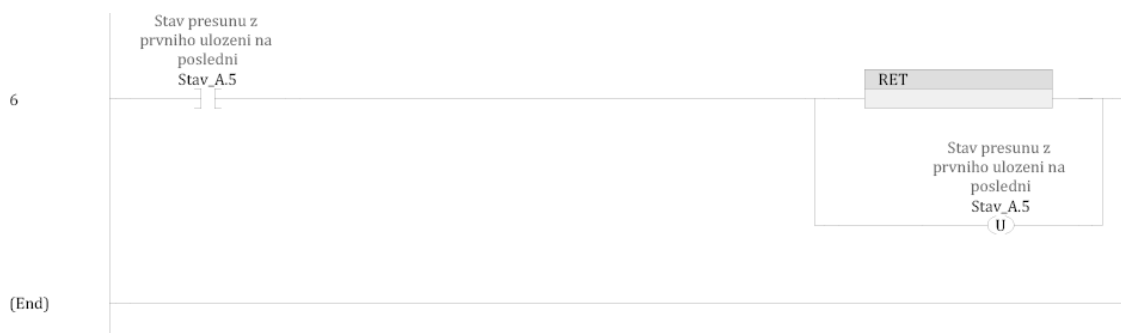 Stav presunu z
prvniho ulozeni na
posledni
Stav_A.5
6
RET
Stav presunu z
prvniho ulozeni na
posledni
Stav_A.5
U
(End)